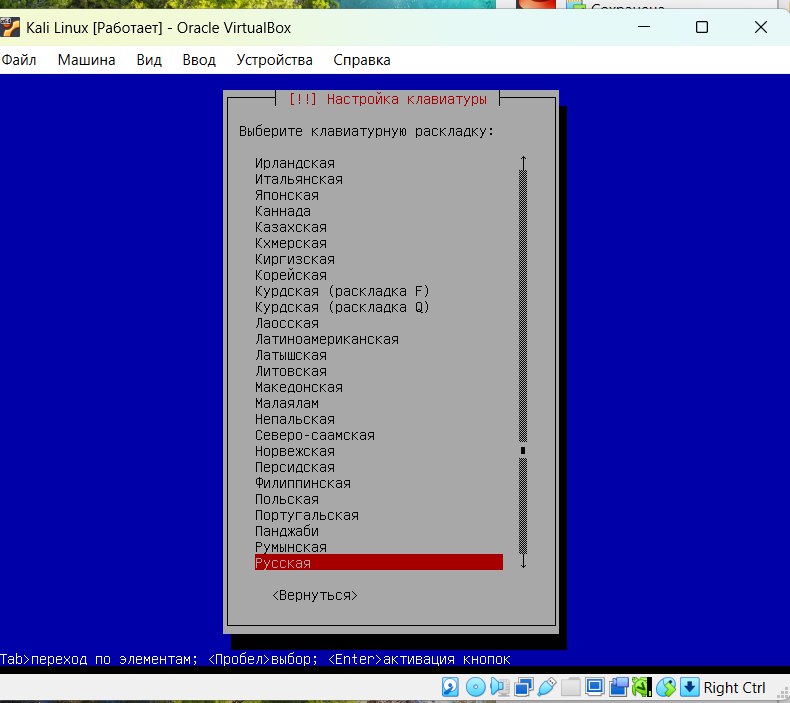 Сохранена
Kali Linux [Работает] - Oracle VirtualBox
Файл Машина Вид Ввод Устройства Справка
[!!] Настройка клавиатуры
Выберите клавиатурную раскладку:
Ирландская
Итальянская
Японская
Каннада
Казахская
Кхмерская
Киргизская
Корейская
Курдская (раскладка F)
Курдская (раскладка Q)
Лаосская
Латиноамериканская
Латышская
Литовская
Македонская
Малаялам
Непальская
Северо-саамская
Норвежская
Персидская
Филиппинская
Польская
Португальская
Панджаби
Румынская
Русская
<Вернуться>
Tab>переход по элементам; <Пробел>выбор; <Enter>активация кнопок
Right Ctrl